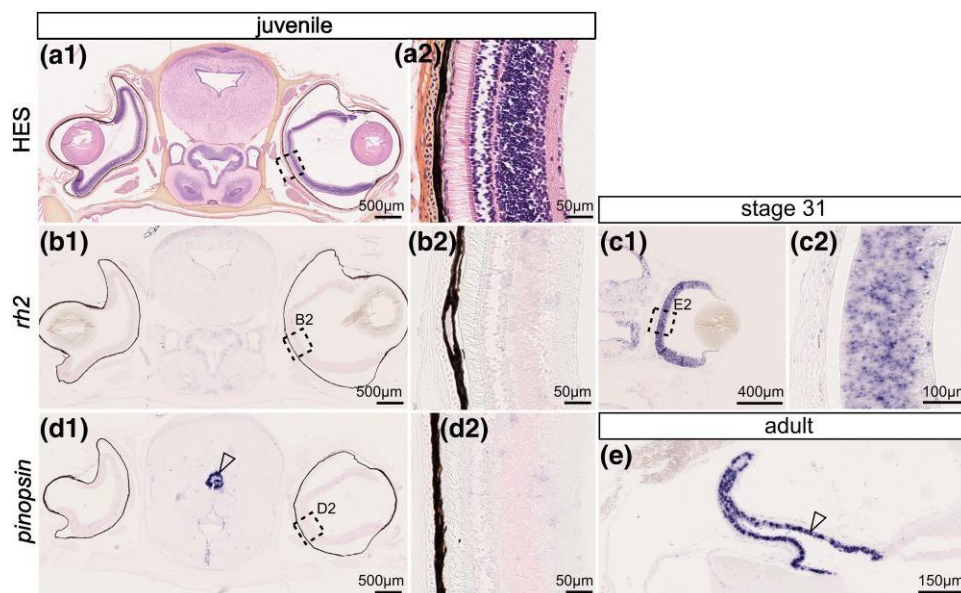 juvenile
(a1)
(a2)
HES
500µm
50µm
stage 31
(b1)
(b2)
(c1)
(c2)
rh2
B2
E2
500µm
50µm
400µm
100µm
adult
(d1)
(d2)
(e)
pinopsin
D2
500µm
50µm
150µm